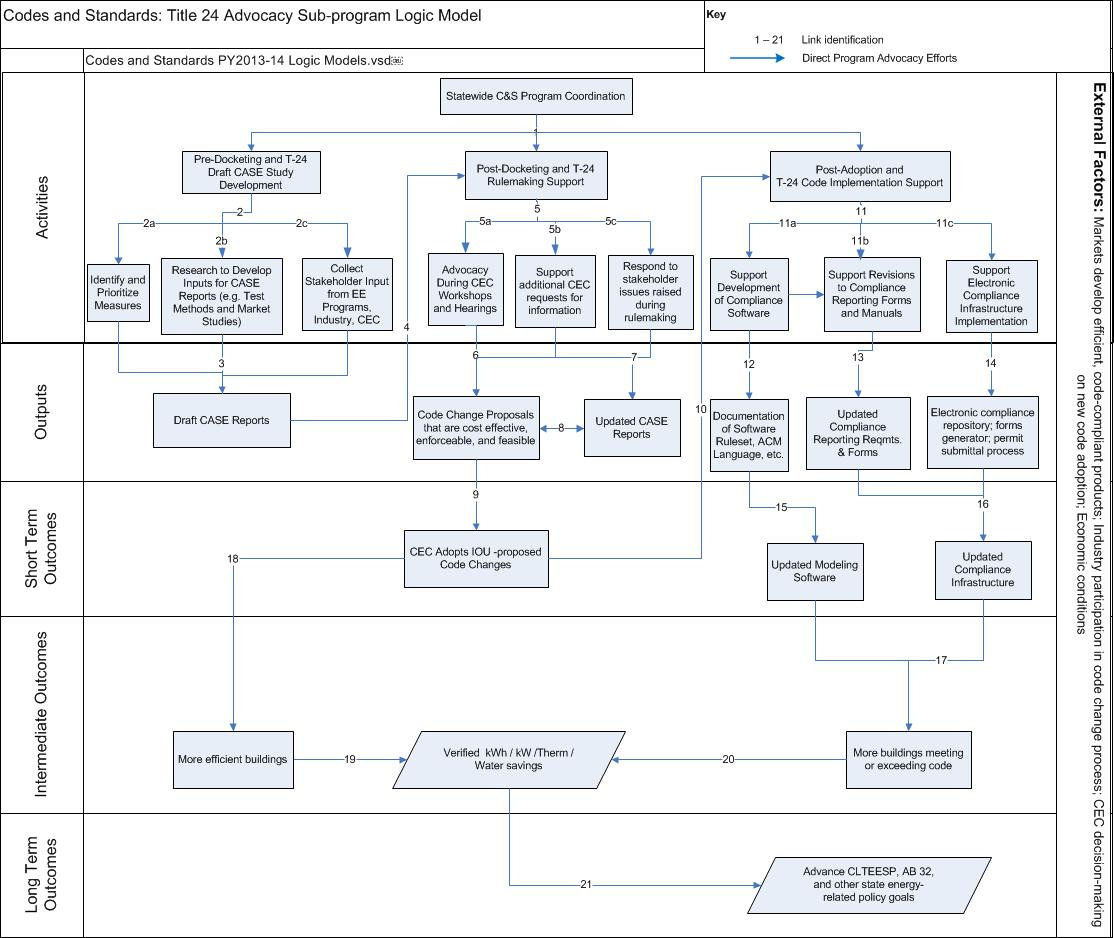 Codes and Standards: Title 24 Advocacy Sub-program Logic Model
Key
1 – 21 Link identification
Direct Program Advocacy Efforts
Codes and Standards PY2013-14 Logic Models.vsd
Activities
Statewide C&S Program Coordination
1
Pre-Docketing and T-24
Draft CASE Study
Development
Post-Docketing and T-24
Rulemaking Support
Post-Adoption and
T-24 Code Implementation Support
2
2a
2b
2c
5
5a
5b
5c
11
11a
11b
11c
Identify and
Prioritize
Measures
Research to Develop
Inputs for CASE
Reports (e.g. Test
Methods and Market
Studies)
Collect
Stakeholder Input
from EE
Programs,
Industry, CEC
Advocacy
During CEC
Workshops
and Hearings
Support
additional CEC
requests for
information
Respond to
stakeholder
issues raised
during
rulemaking
Support
Development
of Compliance
Software
Support Revisions
to Compliance
Reporting Forms
and Manuals
Support
Electronic
Compliance
Infrastructure
Implementation
4
Outputs
3
6
7
12
13
14
Draft CASE Reports
Code Change Proposals
that are cost effective,
enforceable, and feasible
8
Updated CASE
Reports
10
Documentation
of Software
Ruleset, ACM
Language, etc.
Updated
Compliance
Reporting Reqmts.
& Forms
Electronic compliance
repository; forms
generator; permit
submittal process
Short Term
Outcomes
9
15
16
18
CEC Adopts IOU -proposed
Code Changes
Updated Modeling
Software
Updated
Compliance
Infrastructure
Intermediate Outcomes
17
More efficient buildings
19
Verified kWh / kW /Therm /
Water savings
20
More buildings meeting
or exceeding code
Long Term
Outcomes
21
Advance CLTEESP, AB 32,
and other state energy-
related policy goals
External Factors: Markets develop efficient, code-compliant products; Industry participation in code change process; CEC decision-making
on new code adoption; Economic conditions